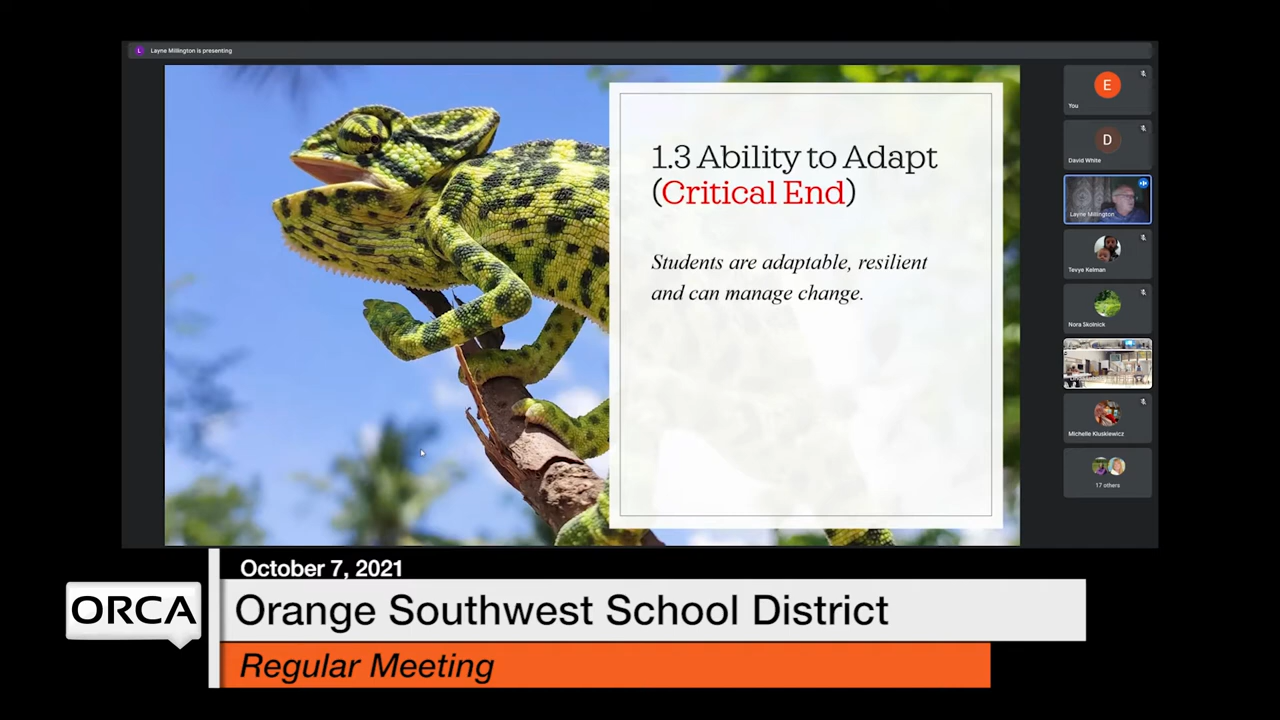 L
Layne Millington is presenting
1.3 Ability to Adapt
(Critical End)
Students are adaptable, resilient
and can manage change.
E
You
D
David White
Layne Millington
Tevya Kelman
Nora Skolnick
Michelle Kluskiewicz
17 others
October 7, 2021
ORCA
Orange Southwest School District
Regular Meeting